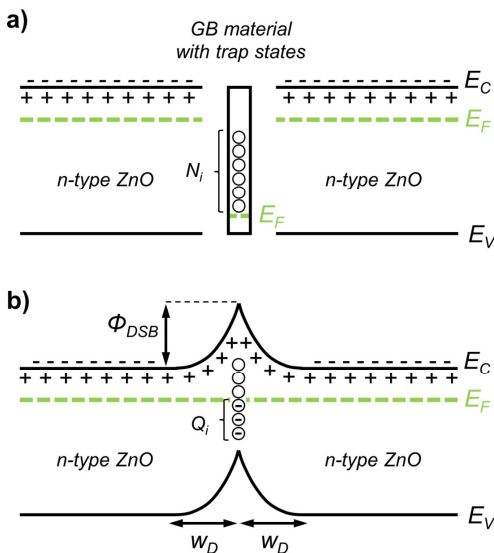 a)
GB material
with trap states
- - - - - - - - - -
- - - - - - - - - -
E_C
+ + + + + + + + +
+ + + + + + + + +
E_F
n-type ZnO
N_i
n-type ZnO
E_F
E_V
b)
Φ_DSB
E_C
E_F
Q_i
n-type ZnO
n-type ZnO
E_V
w_D
w_D